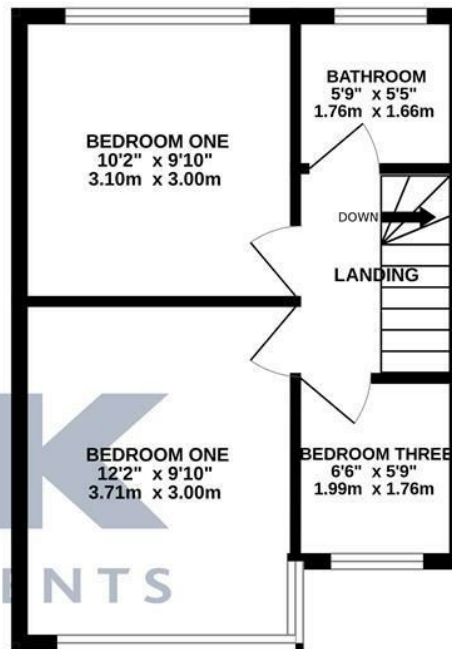 BATHROOM
5'9" x 5'5"
1.76m x 1.66m
BEDROOM ONE
10'2" x 9'10"
3.10m x 3.00m
DOWN
LANDING
BEDROOM ONE
12'2" x 9'10"
3.71m x 3.00m
BEDROOM THREE
6'6" x 5'9"
1.99m x 1.76m
K
ENTS